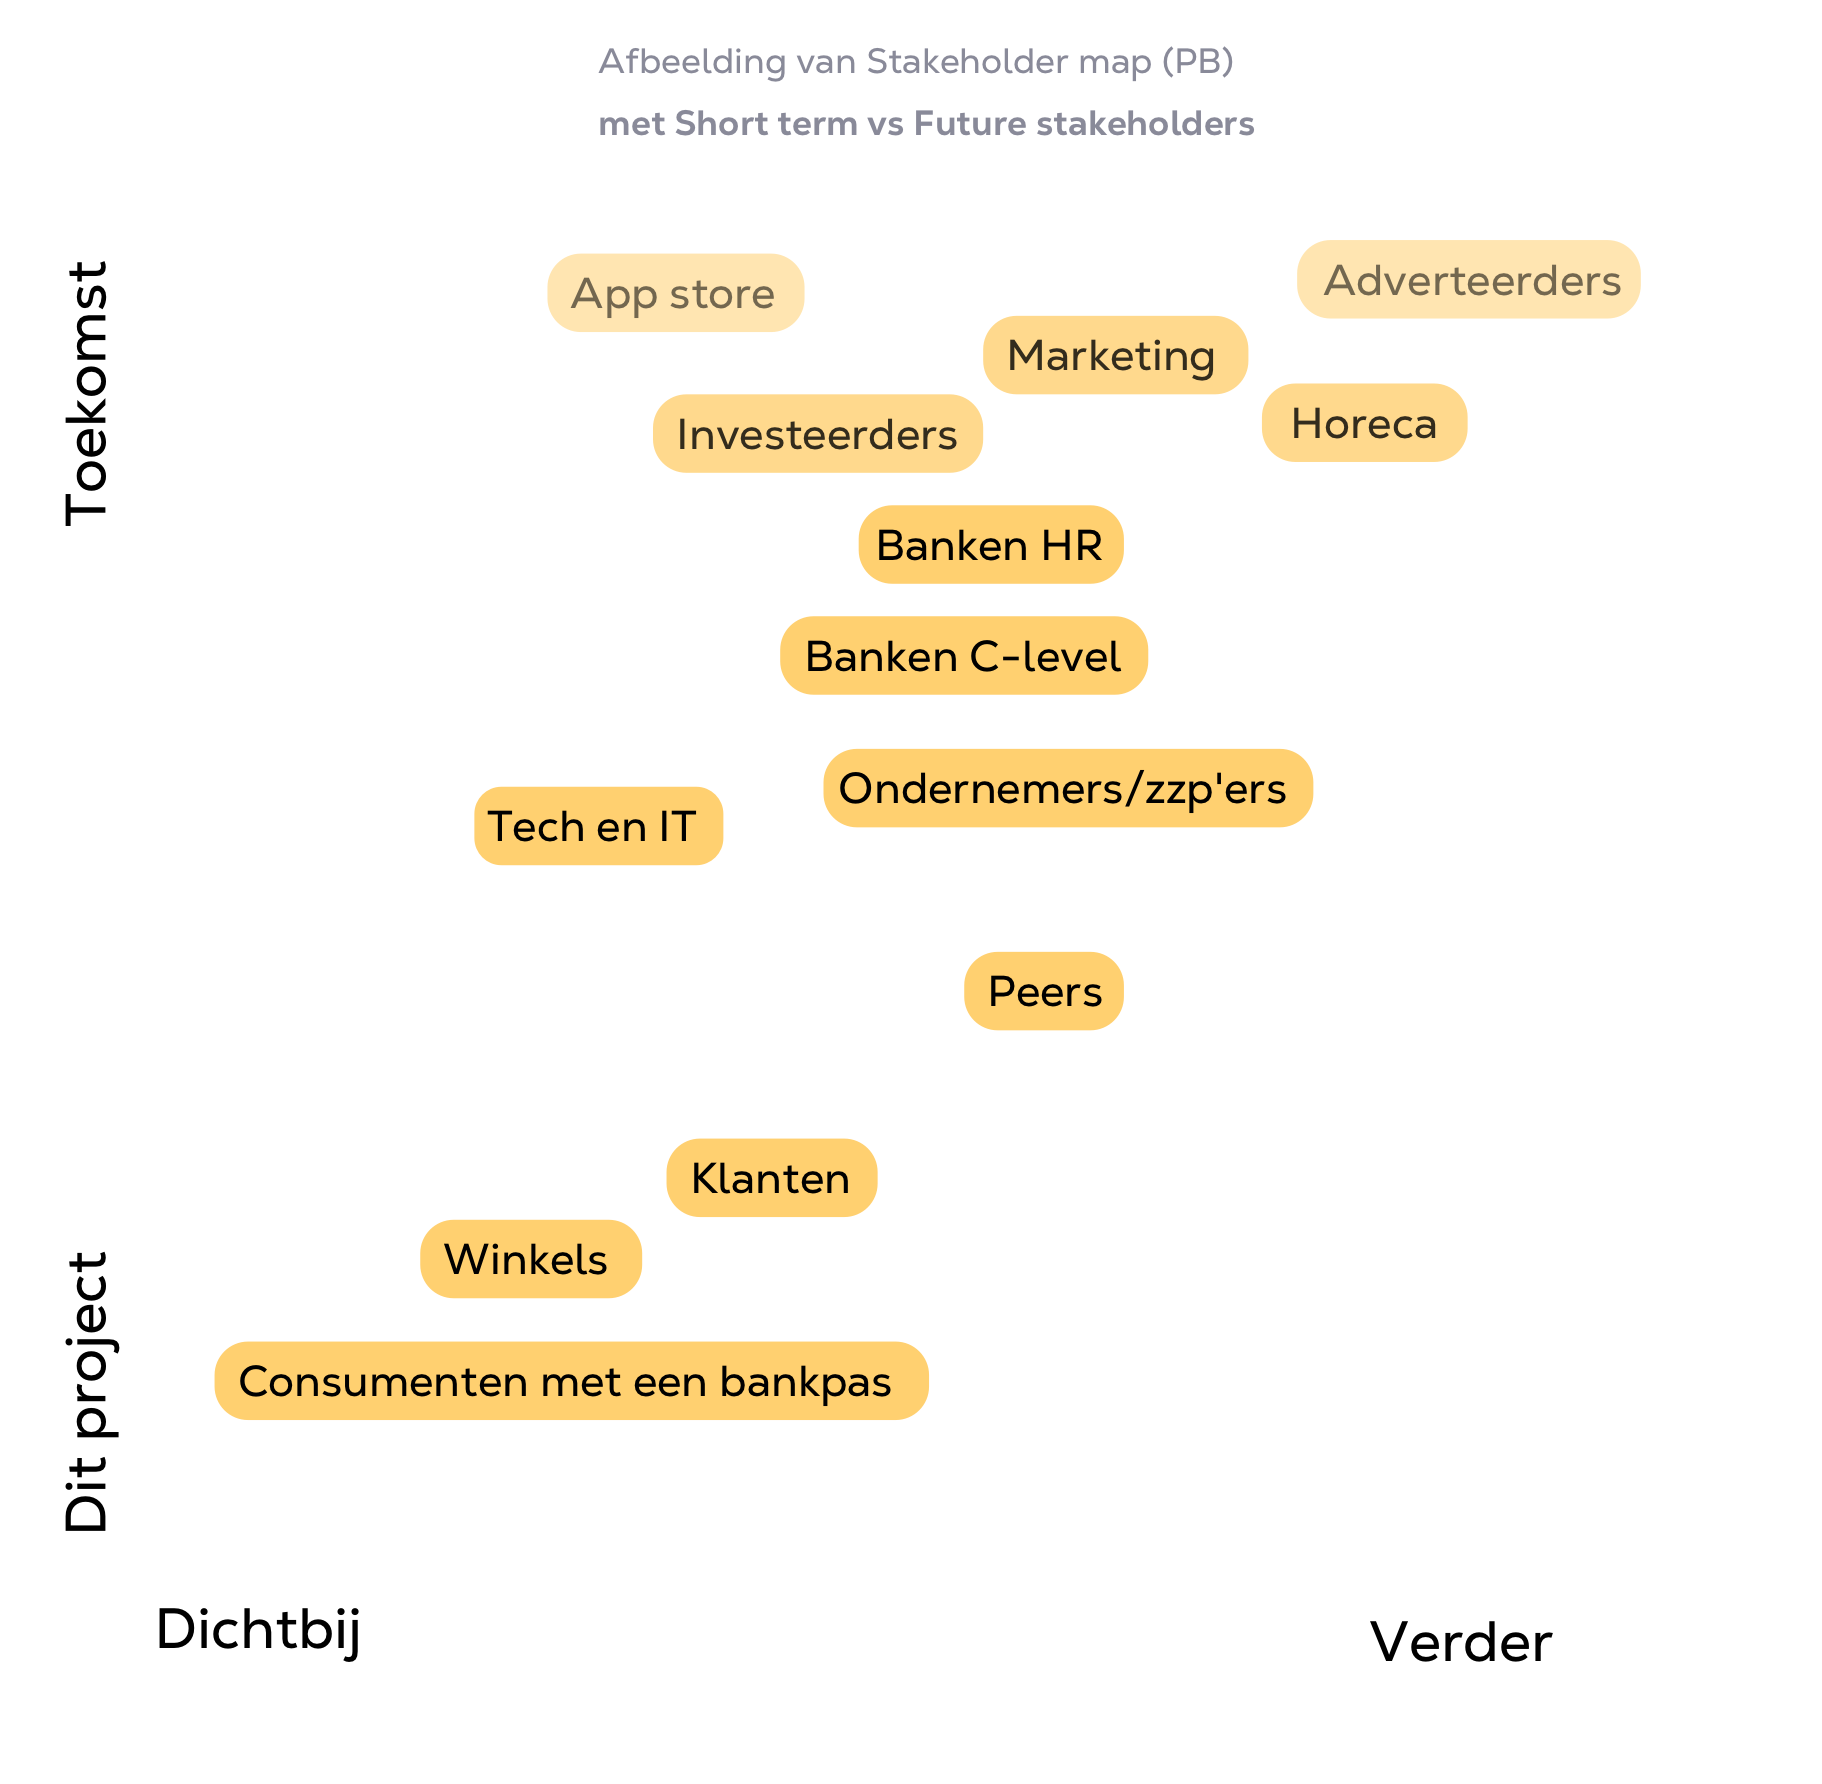 Afbeelding van Stakeholder map (PB)
met Short term vs Future stakeholders
Toekomst
App store
Adverteerders
Marketing
Horeca
Investeerders
Banken HR
Banken C-level
Ondernemers/zzp'ers
Tech en IT
Peers
Klanten
Winkels
Dit project
Consumenten met een bankpas
Dichtbij
Verder